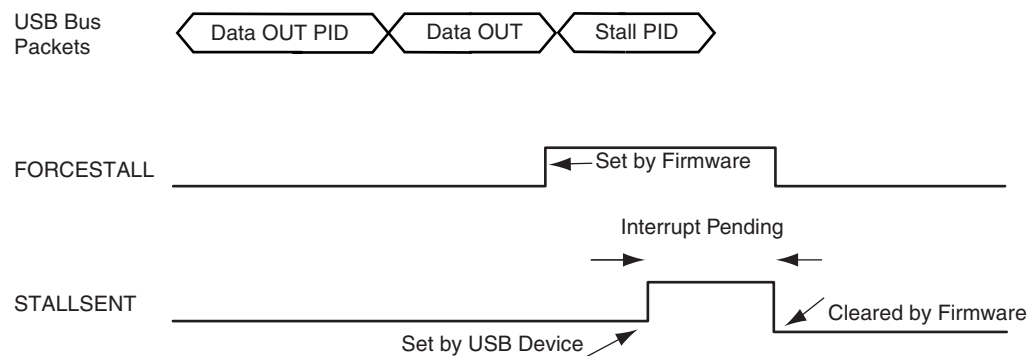 USB Bus
Packets
Data OUT PID
Data OUT
Stall PID
FORCESTALL
Set by Firmware
Interrupt Pending
STALLSENT
Cleared by Firmware
Set by USB Device